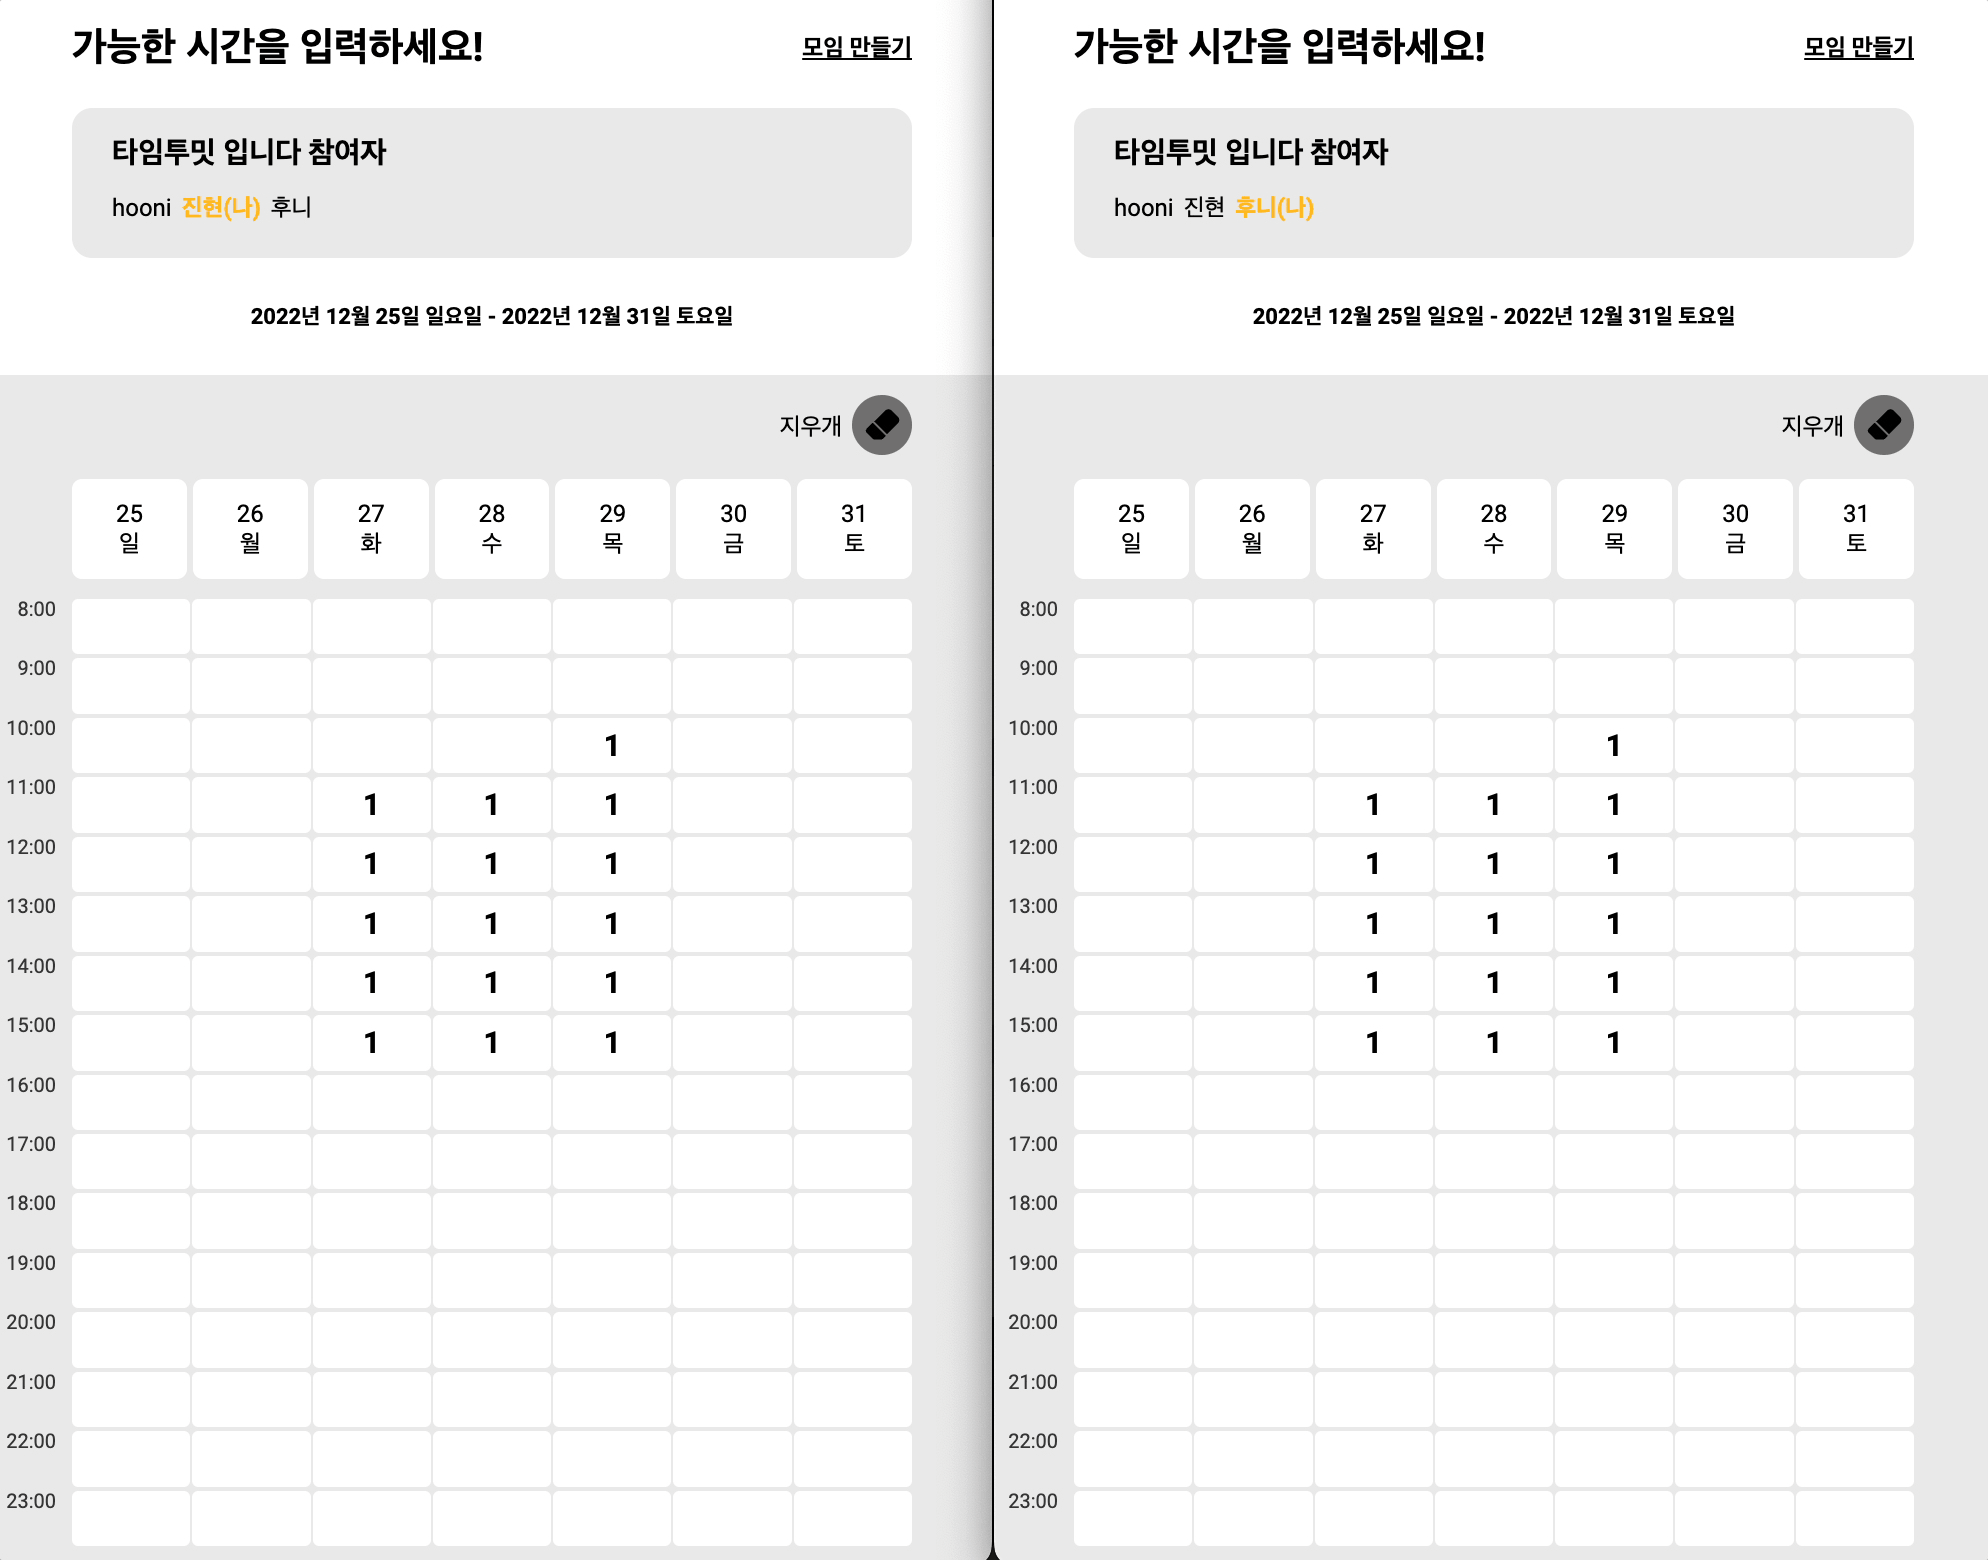 가능한 시간을 입력하세요! 모임 만들기
타임투밋 입니다 참여자
hooni 진현(나) 후니
2022년 12월 25일 일요일 - 2022년 12월 31일 토요일
지우개
25 26 27 28 29 30 31
일 월 화 수 목 금 토
8:00
9:00
10:00 1
11:00 1 1 1
12:00 1 1 1
13:00 1 1 1
14:00 1 1 1
15:00 1 1 1
16:00
17:00
18:00
19:00
20:00
21:00
22:00
23:00
가능한 시간을 입력하세요! 모임 만들기
타임투밋 입니다 참여자
hooni 진현 후니(나)
2022년 12월 25일 일요일 - 2022년 12월 31일 토요일
지우개
25 26 27 28 29 30 31
일 월 화 수 목 금 토
8:00
9:00
10:00 1
11:00 1 1 1
12:00 1 1 1
13:00 1 1 1
14:00 1 1 1
15:00 1 1 1
16:00
17:00
18:00
19:00
20:00
21:00
22:00
23:00